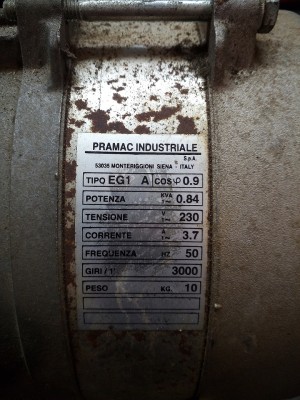 PRAMAC INDUSTRIALE
S.p.A.
53035 MONTERIGGIONI SIENA - ITALY
TIPO EG1 A COSφ 0.9
POTENZA KVA 0.84
TENSIONE V 230
CORRENTE A 3.7
FREQUENZA HZ 50
GIRI / 1' 3000
PESO KG. 10